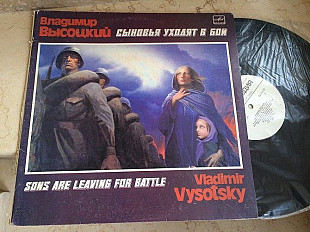 Владимир
Высоцкий
СЫНОВЬЯ УХОДЯТ В БОЙ
SONS ARE LEAVING FOR BATTLE
Vladimir
Vysotsky